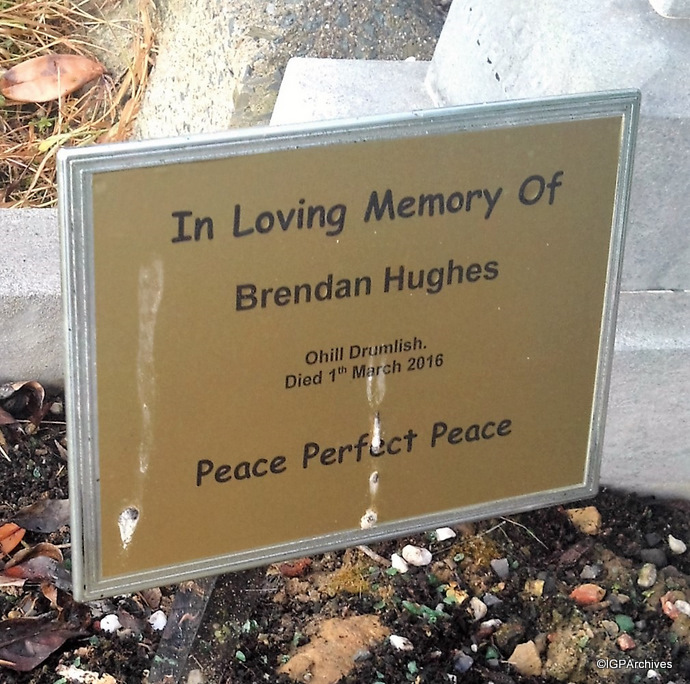 In Loving Memory Of
Brendan Hughes
Ohill Drumlish.
Died 1th March 2016
Peace Perfect Peace
©IGPArchives